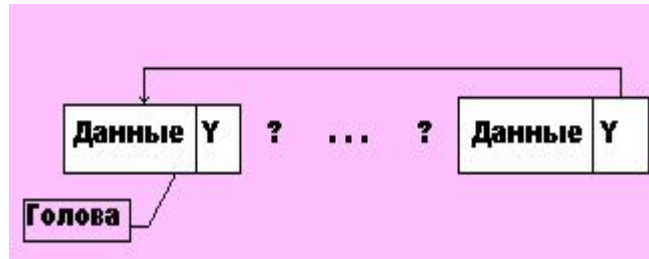 Данные Y ? ... ? Данные Y
Голова